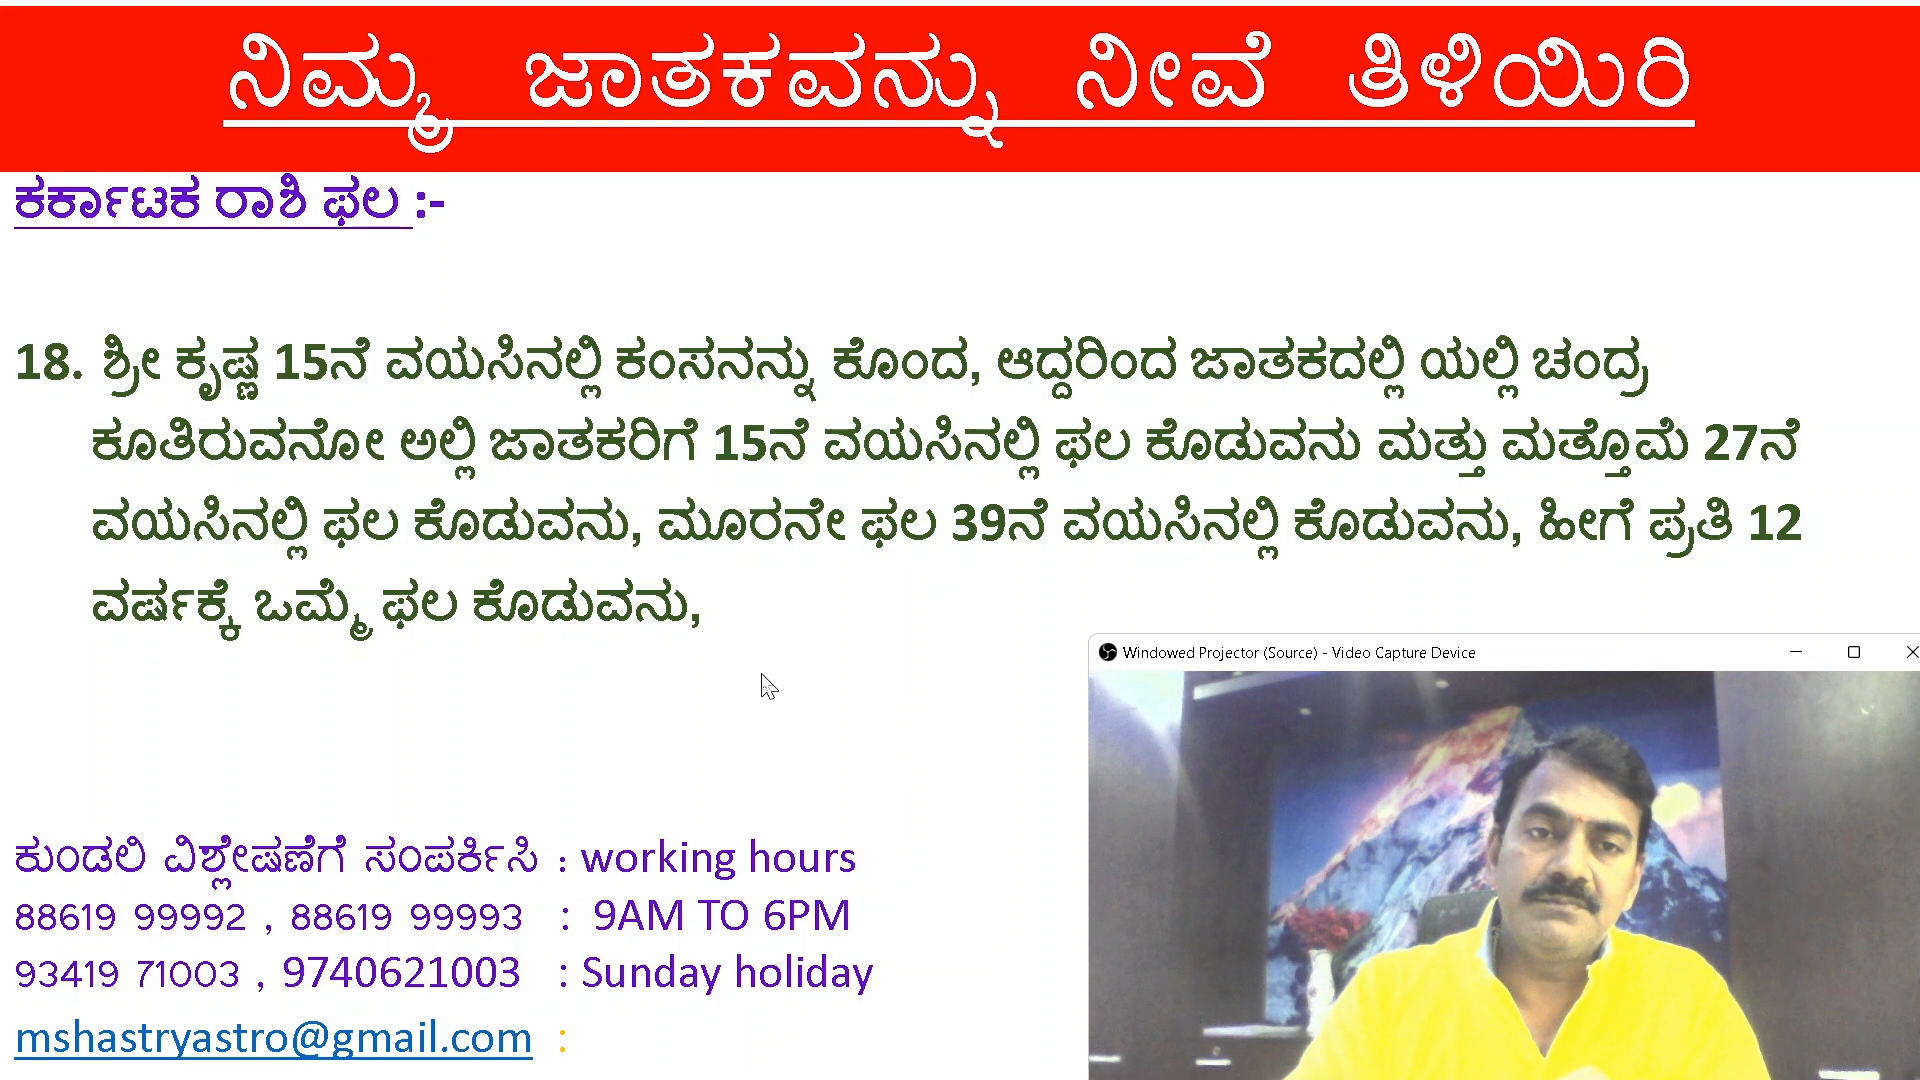 ನಿಮ್ಮ ಜಾತಕವನ್ನು ನೀವೆ ತಿಳಿಯಿರಿ
ಕರ್ಕಾಟಕ ರಾಶಿ ಫಲ :-
18. ಶ್ರೀ ಕೃಷ್ಣ 15ನೆ ವಯಸಿನಲ್ಲಿ ಕಂಸನನ್ನು ಕೊಂದ, ಆದ್ದರಿಂದ ಜಾತಕದಲ್ಲಿ ಯಲ್ಲಿ ಚಂದ್ರ
ಕೂತಿರುವನೋ ಅಲ್ಲಿ ಜಾತಕರಿಗೆ 15ನೆ ವಯಸಿನಲ್ಲಿ ಫಲ ಕೊಡುವನು ಮತ್ತು ಮತ್ತೊಮೆ 27ನೆ
ವಯಸಿನಲ್ಲಿ ಫಲ ಕೊಡುವನು, ಮೂರನೇ ಫಲ 39ನೆ ವಯಸಿನಲ್ಲಿ ಕೊಡುವನು, ಹೀಗೆ ಪ್ರತಿ 12
ವರ್ಷಕ್ಕೆ ಒಮ್ಮೆ ಫಲ ಕೊಡುವನು,
Windowed Projector (Source) - Video Capture Device
ಕುಂಡಲಿ ವಿಶ್ಲೇಷಣೆಗೆ ಸಂಪರ್ಕಿಸಿ : working hours
88619 99992 , 88619 99993 : 9AM TO 6PM
93419 71003 , 9740621003 : Sunday holiday
mshastryastro@gmail.com :